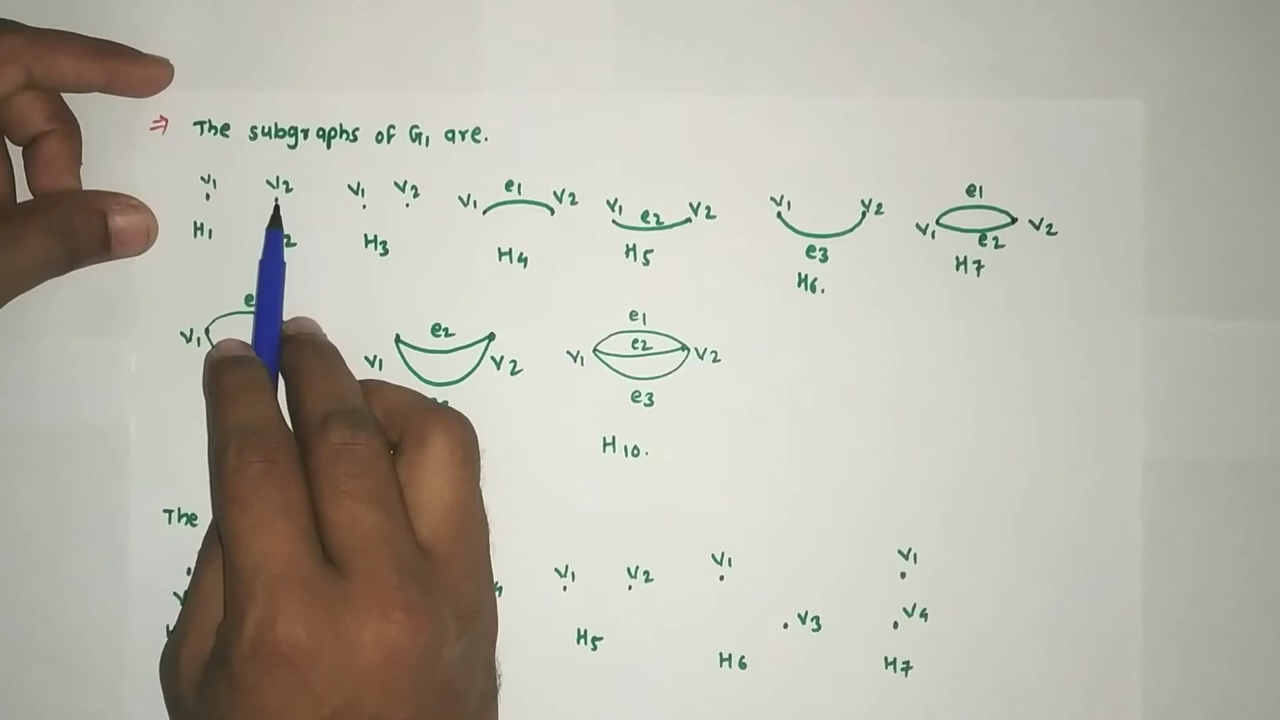 ⇒ The subgraphs of G1 are.
v1 v2 v1 v2 v1 e1 v2 v1 e2 v2 v1 v2 e1
v1 e2 v2
H1 2 H3 H4 H5 e3 H7
H6.
e e2 e1
v1 v1 v2 v1 e2 v2
e3
H10.
The
v1 v2 v1 v1
v3 v4
H5 H6 H7